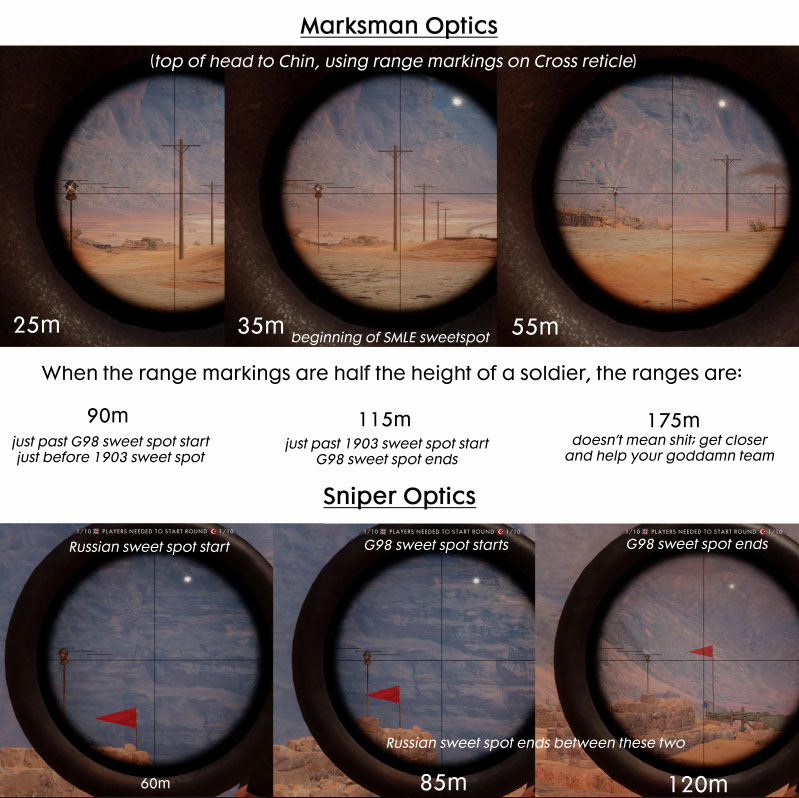 Marksman Optics
(top of head to Chin, using range markings on Cross reticle)
25m
35m
beginning of SMLE sweetspot
55m
When the range markings are half the height of a soldier, the ranges are:
90m
just past G98 sweet spot start
just before 1903 sweet spot
115m
just past 1903 sweet spot start
G98 sweet spot ends
175m
doesn't mean shit; get closer
and help your goddamn team
Sniper Optics
1/10 PLAYERS NEEDED TO START ROUND 1/10
Russian sweet spot start
60m
1/10 PLAYERS NEEDED TO START ROUND 1/10
G98 sweet spot starts
85m
1/10 PLAYERS NEEDED TO START ROUND 1/10
G98 sweet spot ends
Russian sweet spot ends between these two
120m